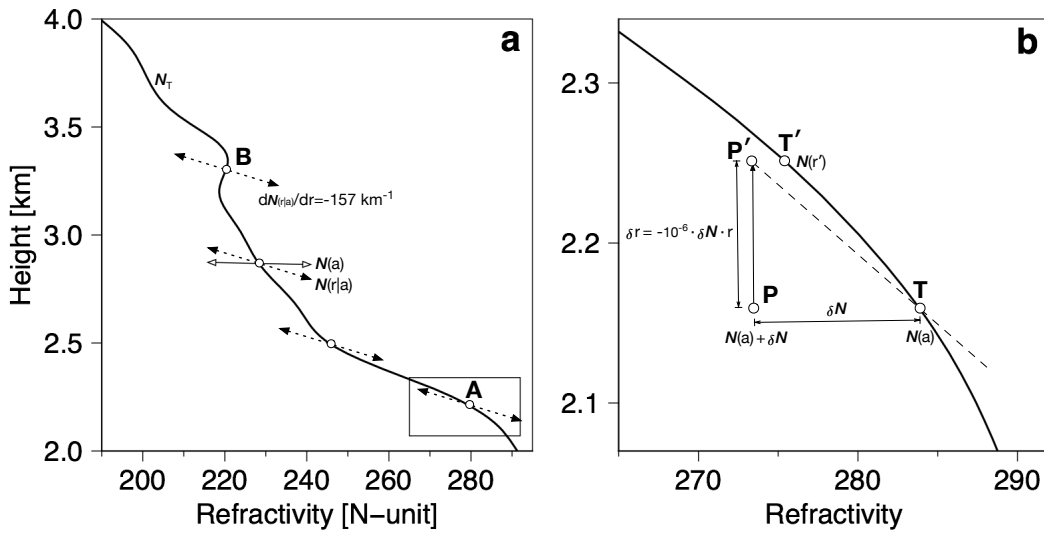 a
4.0
3.5
3.0
2.5
2.0
Height [km]
N_T
B
dN(r|a)/dr=-157 km⁻¹
N(a)
N(r|a)
A
200 220 240 260 280
Refractivity [N−unit]
b
2.3
2.2
2.1
P′
T′
N(r′)
δr = -10⁻⁶ · δN · r
P
T
δN
N(a) + δN
N(a)
270 280 290
Refractivity